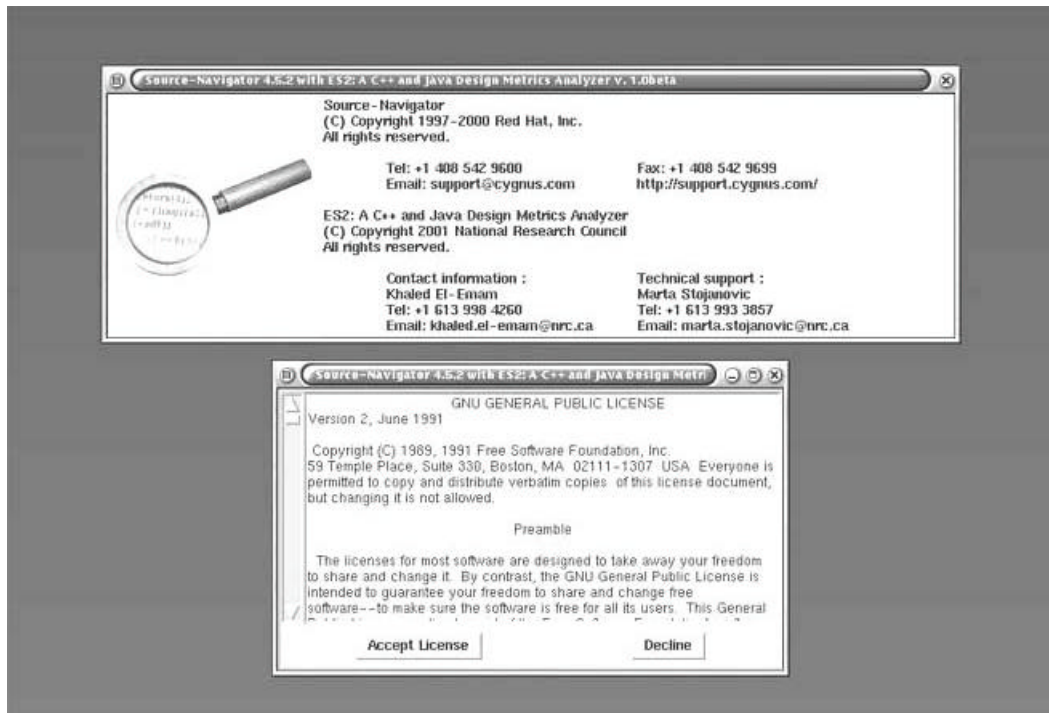 Source-Navigator 4.5.2 with ES2: A C++ and Java Design Metrics Analyzer v. 1.0beta
Source-Navigator
(C) Copyright 1997-2000 Red Hat, Inc.
All rights reserved.
Tel: +1 408 542 9600 Fax: +1 408 542 9699
Email: support@cygnus.com http://support.cygnus.com/
ES2: A C++ and Java Design Metrics Analyzer
(C) Copyright 2001 National Research Council
All rights reserved.
Contact information : Technical support :
Khaled El-Emam Marta Stojanovic
Tel: +1 613 998 4260 Tel: +1 613 993 3857
Email: khaled.el-emam@nrc.ca Email: marta.stojanovic@nrc.ca
Source-Navigator 4.5.2 with ES2: A C++ and Java Design Metri
GNU GENERAL PUBLIC LICENSE
Version 2, June 1991
Copyright (C) 1989, 1991 Free Software Foundation, Inc.
59 Temple Place, Suite 330, Boston, MA 02111-1307 USA Everyone is
permitted to copy and distribute verbatim copies of this license document,
but changing it is not allowed.
Preamble
The licenses for most software are designed to take away your freedom
to share and change it. By contrast, the GNU General Public License is
intended to guarantee your freedom to share and change free
software--to make sure the software is free for all its users. This General
Accept License Decline